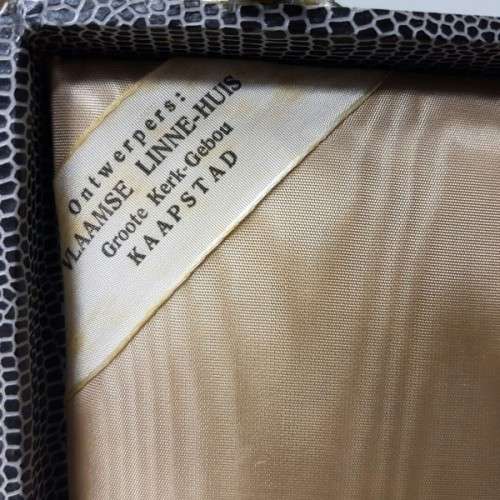 Ontwerpers:
VLAAMSE LINNE-HUIS
Groote Kerk-Gebou
KAAPSTAD